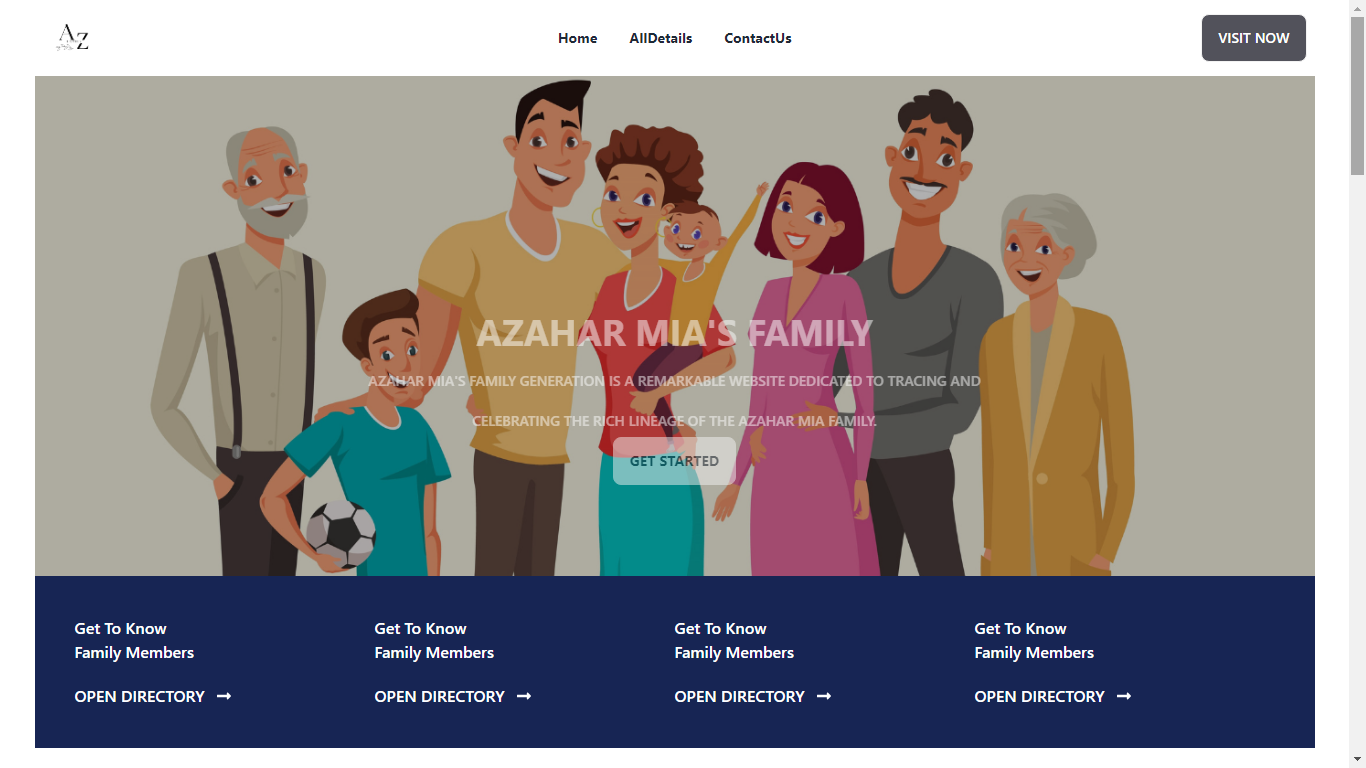 AZ
Home AllDetails ContactUs VISIT NOW
AZAHAR MIA'S FAMILY
AZAHAR MIA'S FAMILY GENERATION IS A REMARKABLE WEBSITE DEDICATED TO TRACING AND
CELEBRATING THE RICH LINEAGE OF THE AZAHAR MIA FAMILY.
GET STARTED
Get To Know
Family Members
OPEN DIRECTORY →
Get To Know
Family Members
OPEN DIRECTORY →
Get To Know
Family Members
OPEN DIRECTORY →
Get To Know
Family Members
OPEN DIRECTORY →